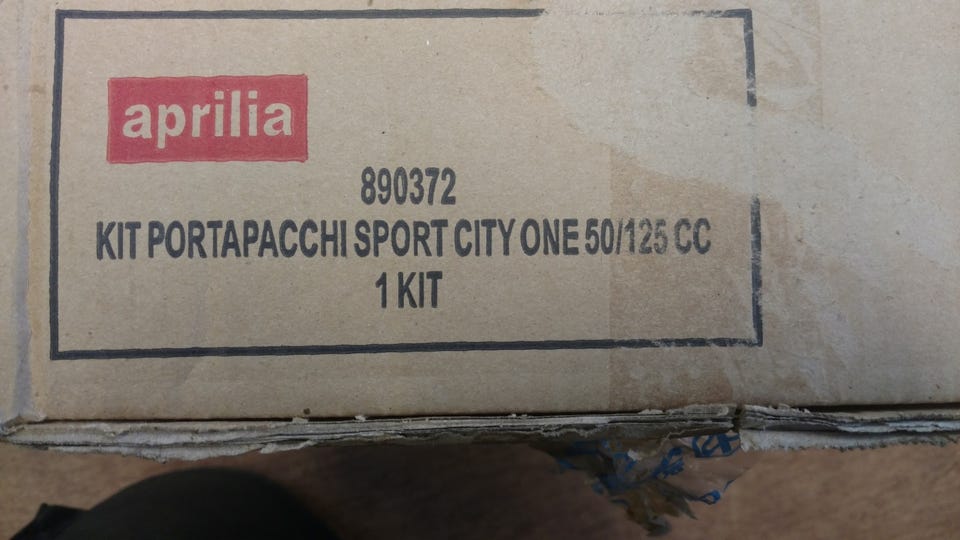 aprilia
890372
KIT PORTAPACCHI SPORT CITY ONE 50/125 CC
1 KIT